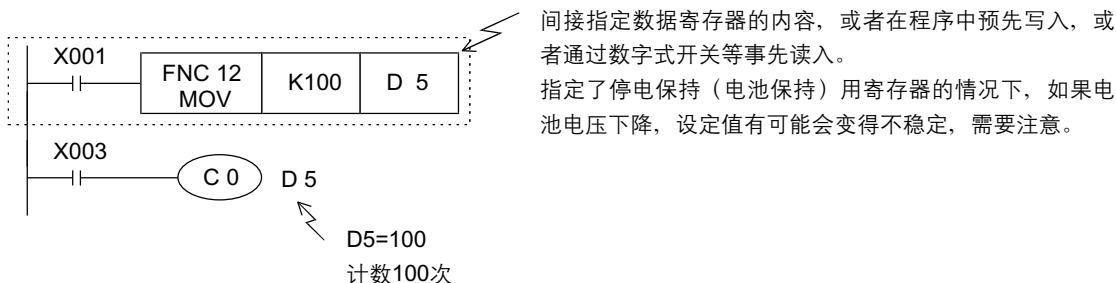 间接指定数据寄存器的内容，或者在程序中预先写入，或
者通过数字式开关等事先读入。
指定了停电保持（电池保持）用寄存器的情况下，如果电
池电压下降，设定值有可能会变得不稳定，需要注意。
X001
FNC 12
MOV
K100
D 5
X003
C 0
D 5
D5=100
计数100次